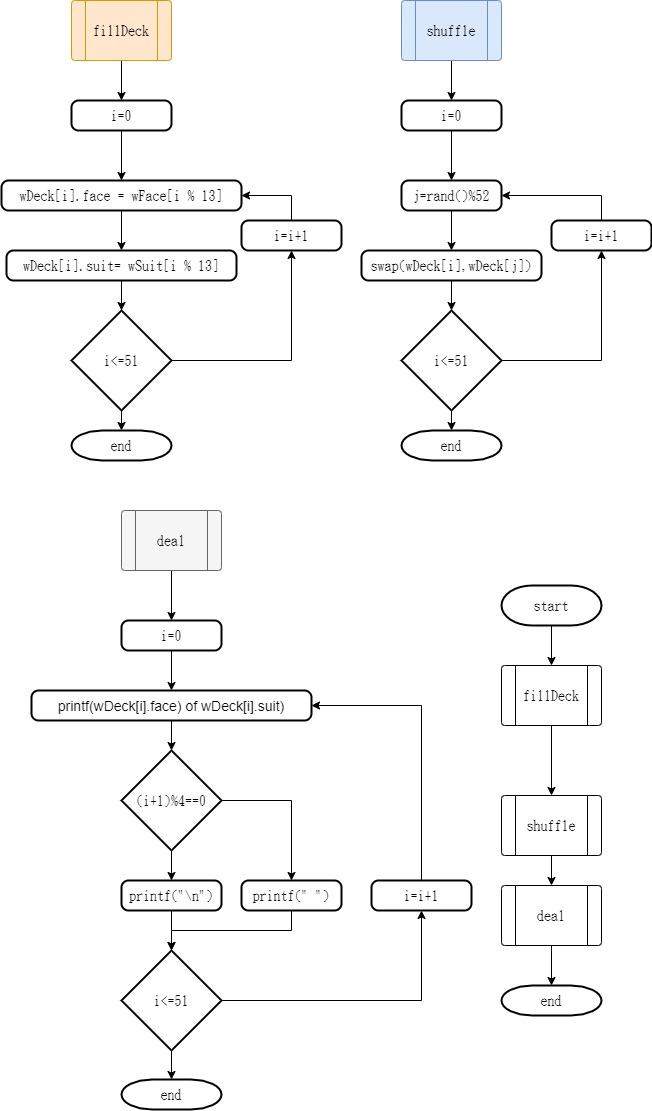 fillDeck
i=0
wDeck[i].face = wFace[i % 13]
i=i+1
wDeck[i].suit= wSuit[i % 13]
i<=51
end
shuffle
i=0
j=rand()%52
i=i+1
swap(wDeck[i],wDeck[j])
i<=51
end
deal
i=0
printf(wDeck[i].face) of wDeck[i].suit)
(i+1)%4==0
printf("\n")
printf(" ")
i=i+1
i<=51
end
start
fillDeck
shuffle
deal
end